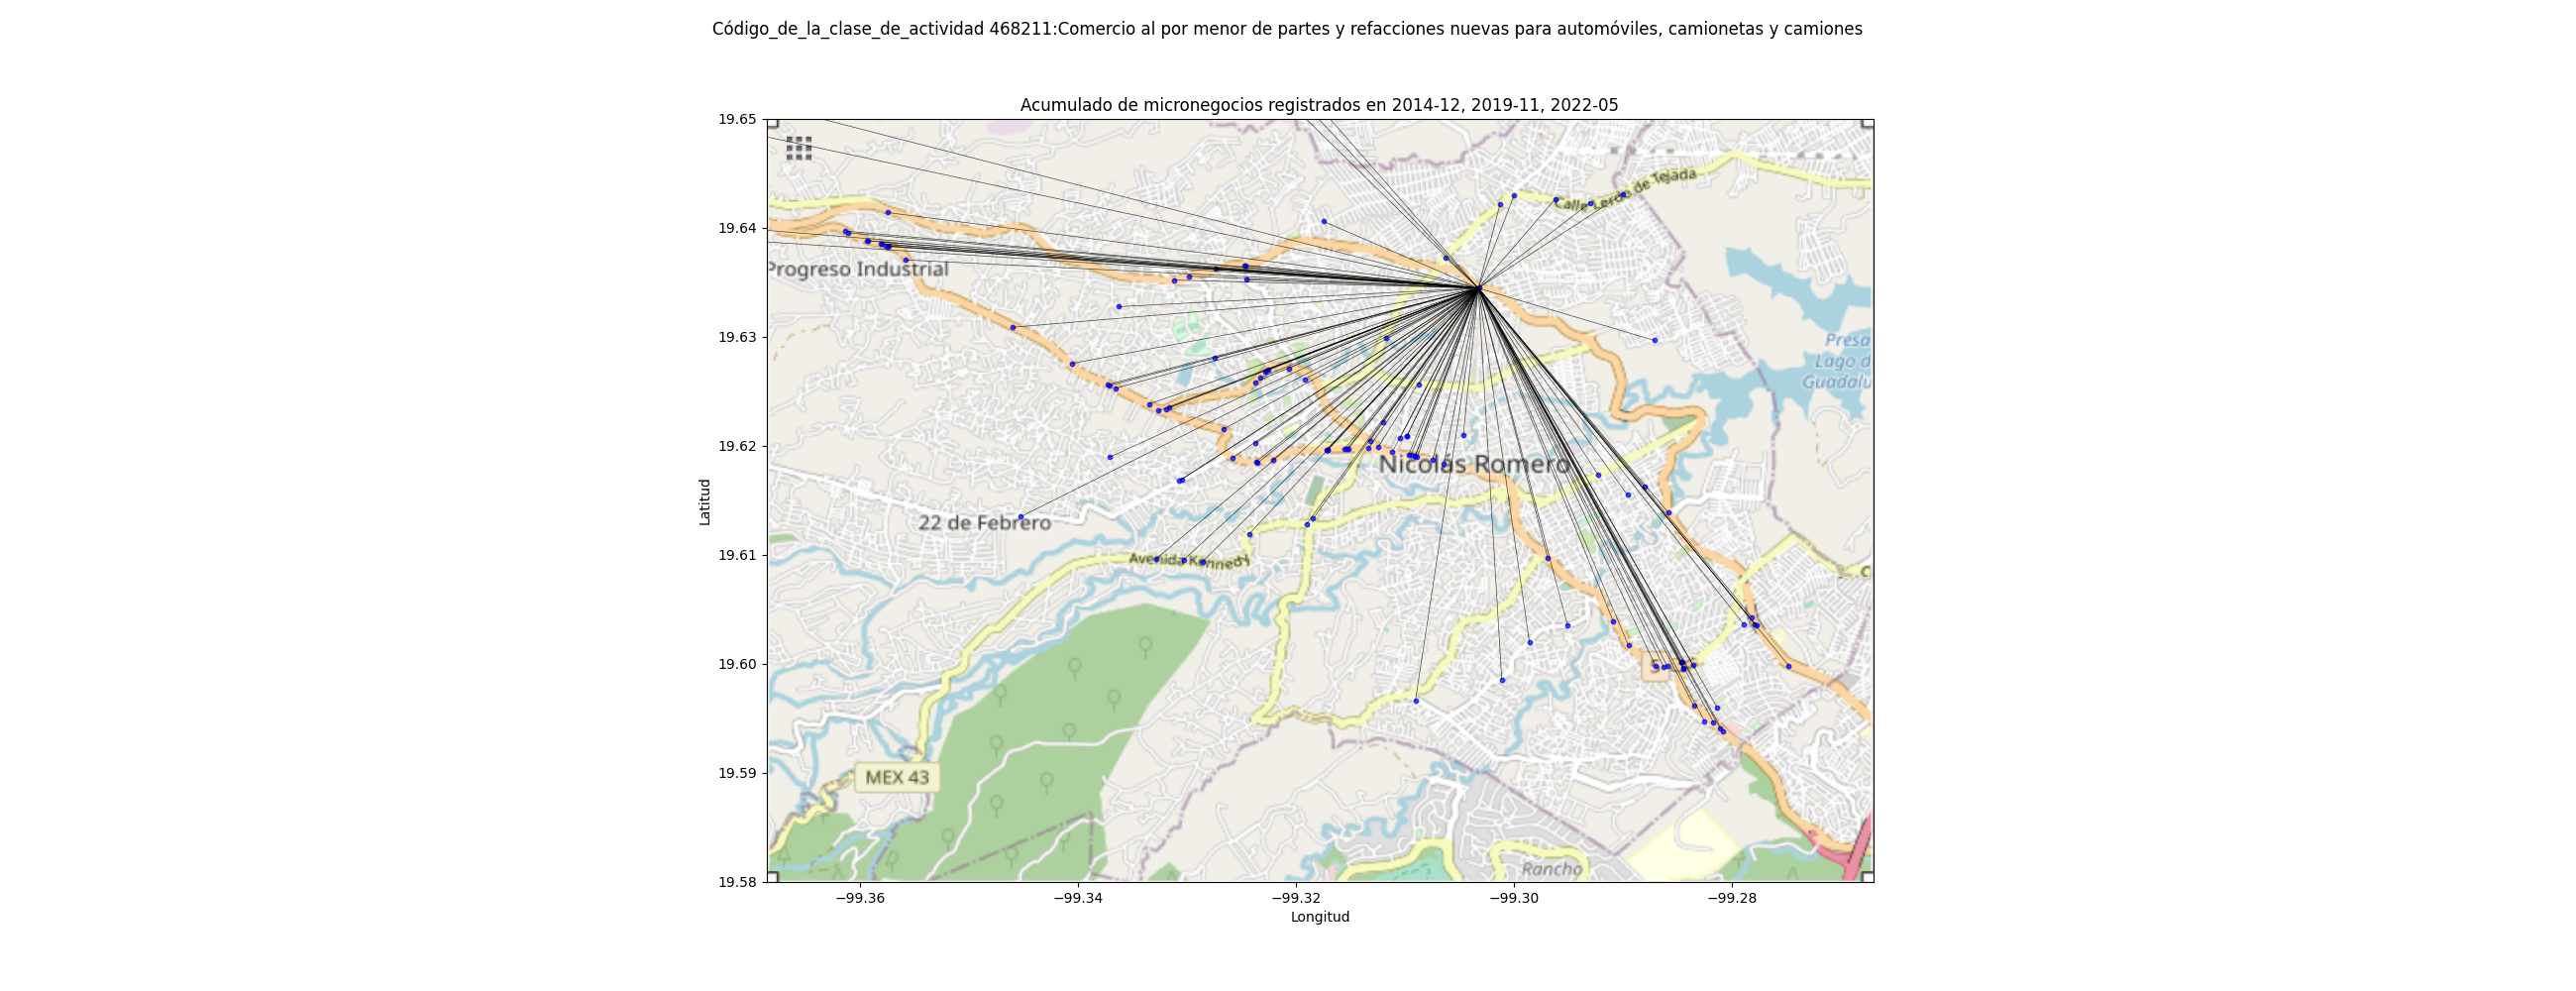 Código_de_la_clase_de_actividad 468211:Comercio al por menor de partes y refacciones nuevas para automóviles, camionetas y camiones
Acumulado de micronegocios registrados en 2014-12, 2019-11, 2022-05
19.65
19.64
19.63
19.62
19.61
19.60
19.59
19.58
Latitud
Calle Lerdo de Tejada
Progreso Industrial
Presa
Lago d
Guadalu
Nicolás Romero
22 de Febrero
Avenida Kennedy
MEX 43
Rancho
−99.36
−99.34
−99.32
−99.30
−99.28
Longitud